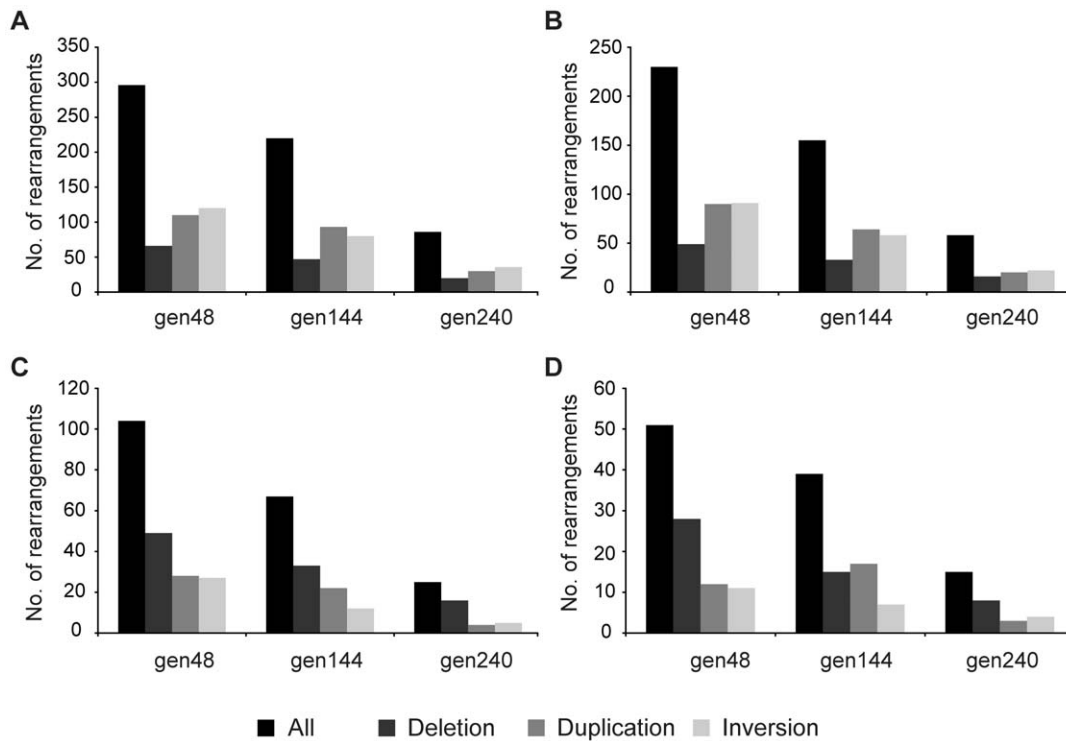 A
No. of rearrangements
350
300
250
200
150
100
50
0
gen48 gen144 gen240
B
No. of rearrangements
250
200
150
100
50
0
gen48 gen144 gen240
C
No. of rearrangements
120
100
80
60
40
20
0
gen48 gen144 gen240
D
No. of rearrangements
60
50
40
30
20
10
0
gen48 gen144 gen240
All Deletion Duplication Inversion